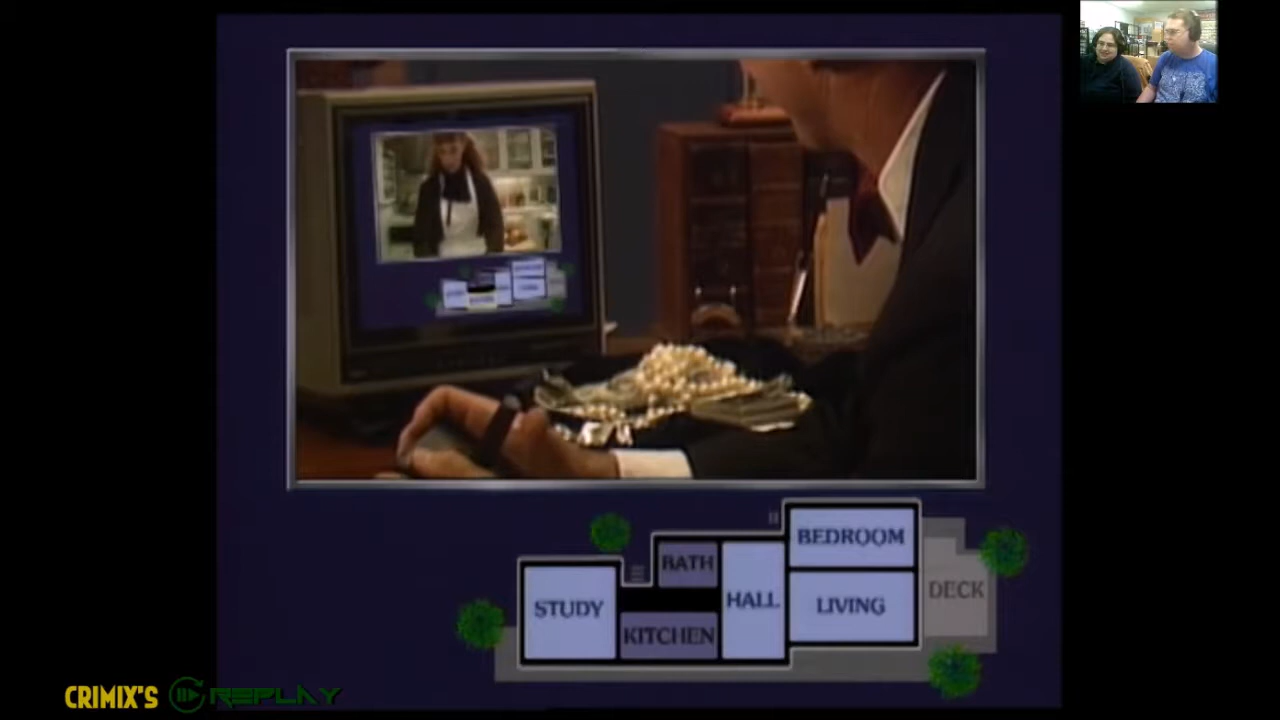 BEDROOM
BATH
STUDY
HALL
LIVING
DECK
KITCHEN
CRIMIX'S REPLAY